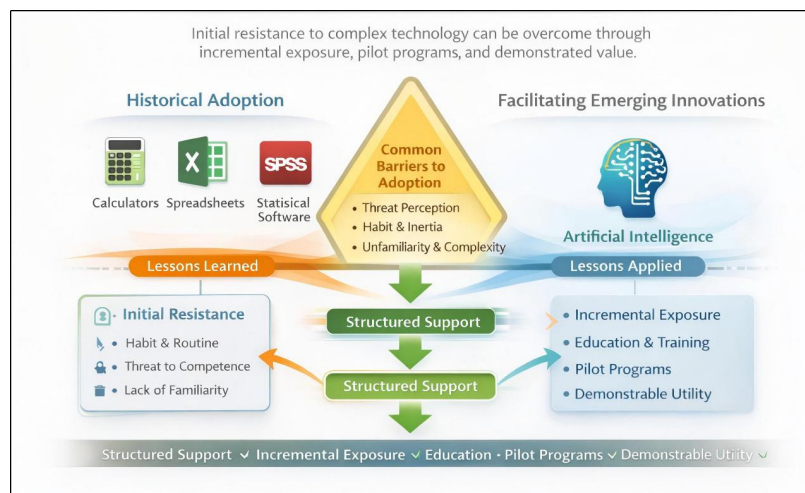 Initial resistance to complex technology can be overcome through
incremental exposure, pilot programs, and demonstrated value.
Historical Adoption
Facilitating Emerging Innovations
Common
Barriers to
Adoption
• Threat Perception
• Habit & Inertia
• Unfamiliarity & Complexity
X
SPSS
Calculators
Spreadsheets
Statisical
Software
Artificial Intelligence
Lessons Learned
Lessons Applied
Initial Resistance
• Habit & Routine
• Threat to Competence
• Lack of Familiarity
Structured Support
Structured Support
• Incremental Exposure
• Education & Training
• Pilot Programs
• Demonstrable Utility
Structured Support ✓ Incremental Exposure ✓ Education · Pilot Programs ✓ Demonstrable Utility ✓